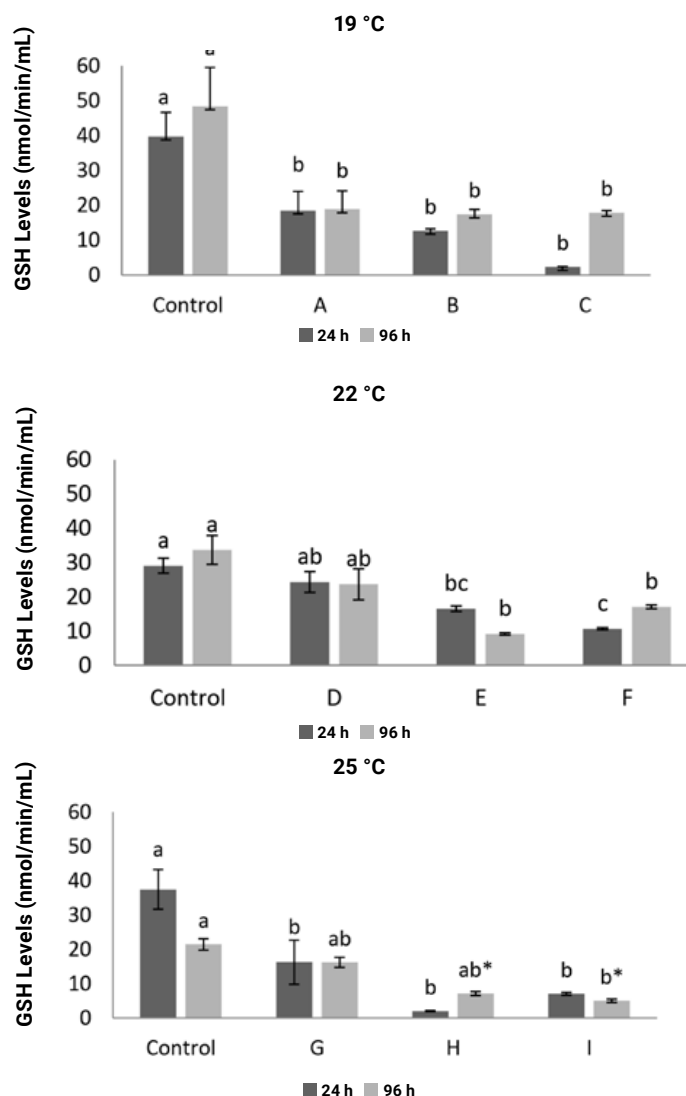 19 °C
GSH Levels (nmol/min/mL)
60
50
40
30
20
10
0
a
a
b
b
b
b
b
b
Control A B C
24 h 96 h
22 °C
GSH Levels (nmol/min/mL)
60
50
40
30
20
10
0
a
a
ab
ab
bc
b
c
b
Control D E F
24 h 96 h
25 °C
GSH Levels (nmol/min/mL)
60
50
40
30
20
10
0
a
a
b
ab
b
ab*
b
b*
Control G H I
24 h 96 h